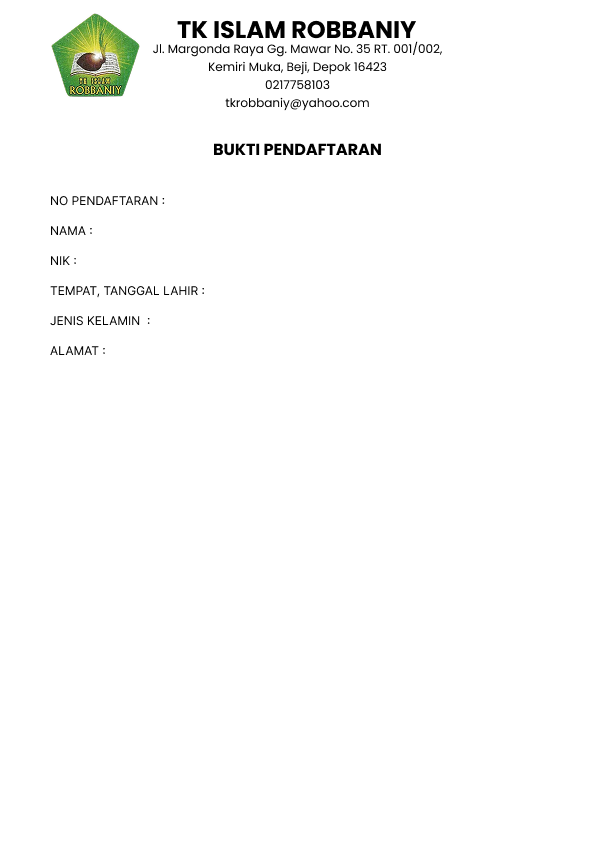 TK ISLAM ROBBANIY
Jl. Margonda Raya Gg. Mawar No. 35 RT. 001/002,
Kemiri Muka, Beji, Depok 16423
0217758103
tkrobbaniy@yahoo.com
TK ISLAM
ROBBANIY
BUKTI PENDAFTARAN
NO PENDAFTARAN :
NAMA :
NIK :
TEMPAT, TANGGAL LAHIR :
JENIS KELAMIN  :
ALAMAT :